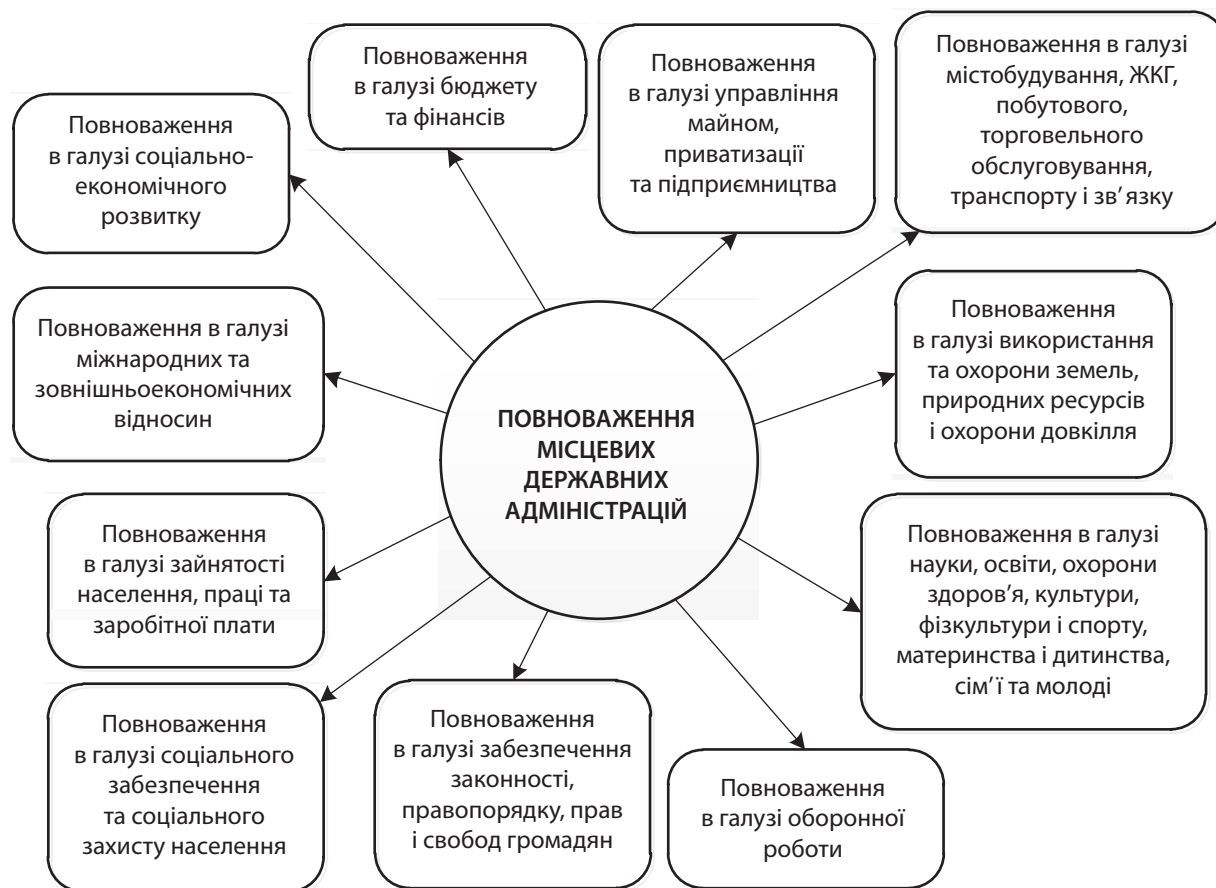 Повноваження
в галузі бюджету
та фінансів
Повноваження
в галузі управління
майном,
приватизації
та підприємництва
Повноваження в галузі
містобудування, ЖКГ,
побутового,
торговельного
обслуговування,
транспорту і зв’язку
Повноваження
в галузі соціально-
економічного
розвитку
Повноваження в галузі
міжнародних та
зовнішньоекономічних
відносин
ПОВНОВАЖЕННЯ
МІСЦЕВИХ
ДЕРЖАВНИХ
АДМІНІСТРАЦІЙ
Повноваження
в галузі використання
та охорони земель,
природних ресурсів
і охорони довкілля
Повноваження
в галузі зайнятості
населення, праці та
заробітної плати
Повноваження в галузі
науки, освіти, охорони
здоров’я, культури,
фізкультури і спорту,
материнства і дитинства,
сім’ї та молоді
Повноваження
в галузі соціального
забезпечення
та соціального
захисту населення
Повноваження
в галузі забезпечення
законності,
правопорядку, прав
і свобод громадян
Повноваження
в галузі оборонної
роботи